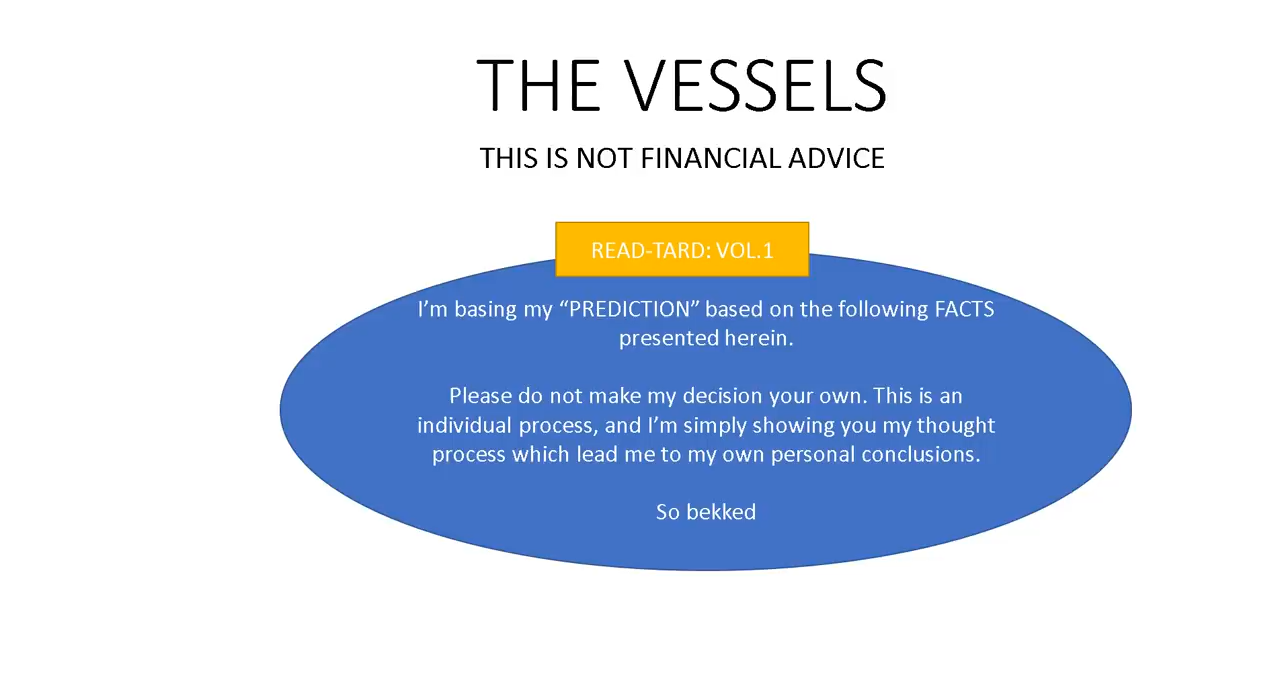 THE VESSELS
THIS IS NOT FINANCIAL ADVICE
READ-TARD: VOL.1
I'm basing my “PREDICTION” based on the following FACTS
presented herein.
Please do not make my decision your own. This is an
individual process, and I'm simply showing you my thought
process which lead me to my own personal conclusions.
So bekked